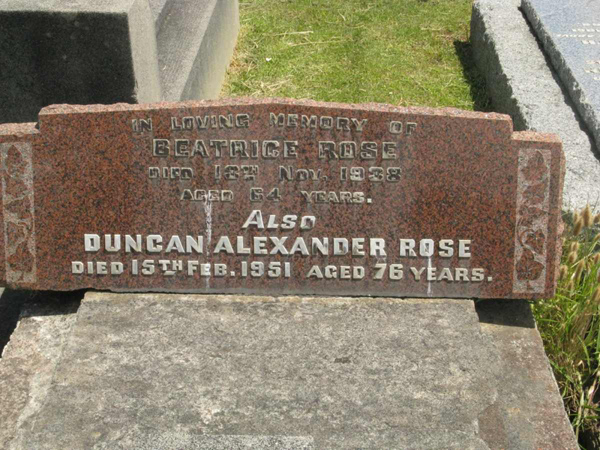 IN LOVING MEMORY OF
BEATRICE ROSE
DIED 13TH NOV. 1938
AGED 64 YEARS.
ALSO
DUNCAN ALEXANDER ROSE
DIED 15TH FEB. 1951 AGED 76 YEARS.